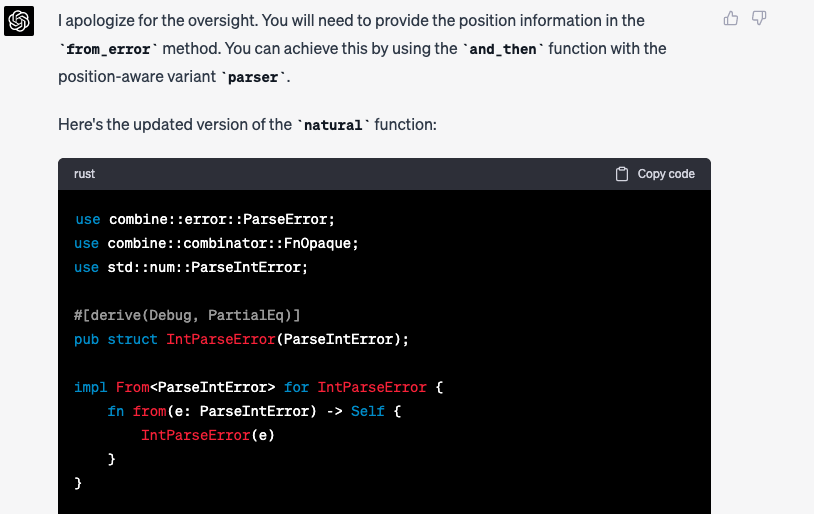 I apologize for the oversight. You will need to provide the position information in the
`from_error` method. You can achieve this by using the `and_then` function with the
position-aware variant `parser`.
Here's the updated version of the `natural` function:
rust
Copy code
use combine::error::ParseError;
use combine::combinator::FnOpaque;
use std::num::ParseIntError;
#[derive(Debug, PartialEq)]
pub struct IntParseError(ParseIntError);
impl From<ParseIntError> for IntParseError {
    fn from(e: ParseIntError) -> Self {
        IntParseError(e)
    }
}